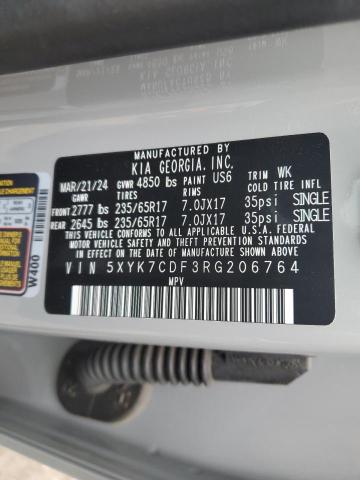 MANUFACTURED BY
KIA GEORGIA, INC.
MAR/21/24 GVWR 4850 lbs PAINT US6 TRIM WK
GAWR TIRES RIMS COLD TIRE INFL
FRONT 2777 lbs 235/65R17 7.0JX17 35psi SINGLE
REAR 2645 lbs 235/65R17 7.0JX17 35psi SINGLE
THIS VEHICLE CONFORMS TO ALL APPLICABLE U.S.A. FEDERAL
MOTOR VEHICLE SAFETY, BUMPER, AND THEFT PREVENTION
STANDARDS IN EFFECT ON THE DATE OF MANUFACTURE
SHOWN ABOVE.
VIN 5XYK7CDF3RG206764
MPV
W400